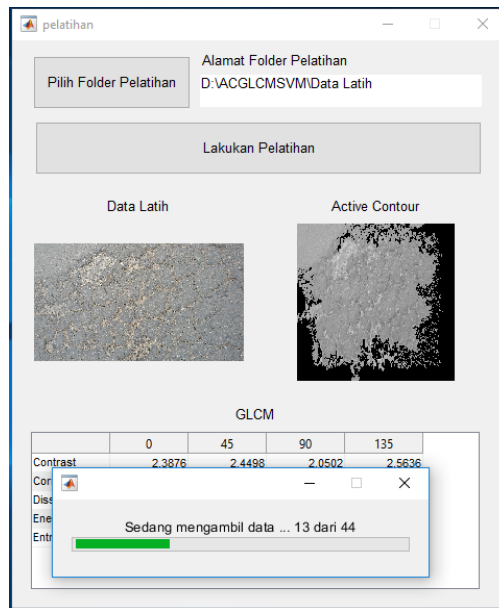 pelatihan
Pilih Folder Pelatihan
Alamat Folder Pelatihan
D:\ACGLCMSVM\Data Latih
Lakukan Pelatihan
Data Latih
Active Contour
GLCM
0 45 90 135
Contrast 2.3876 2.4498 2.0502 2.5636
Sedang mengambil data ... 13 dari 44